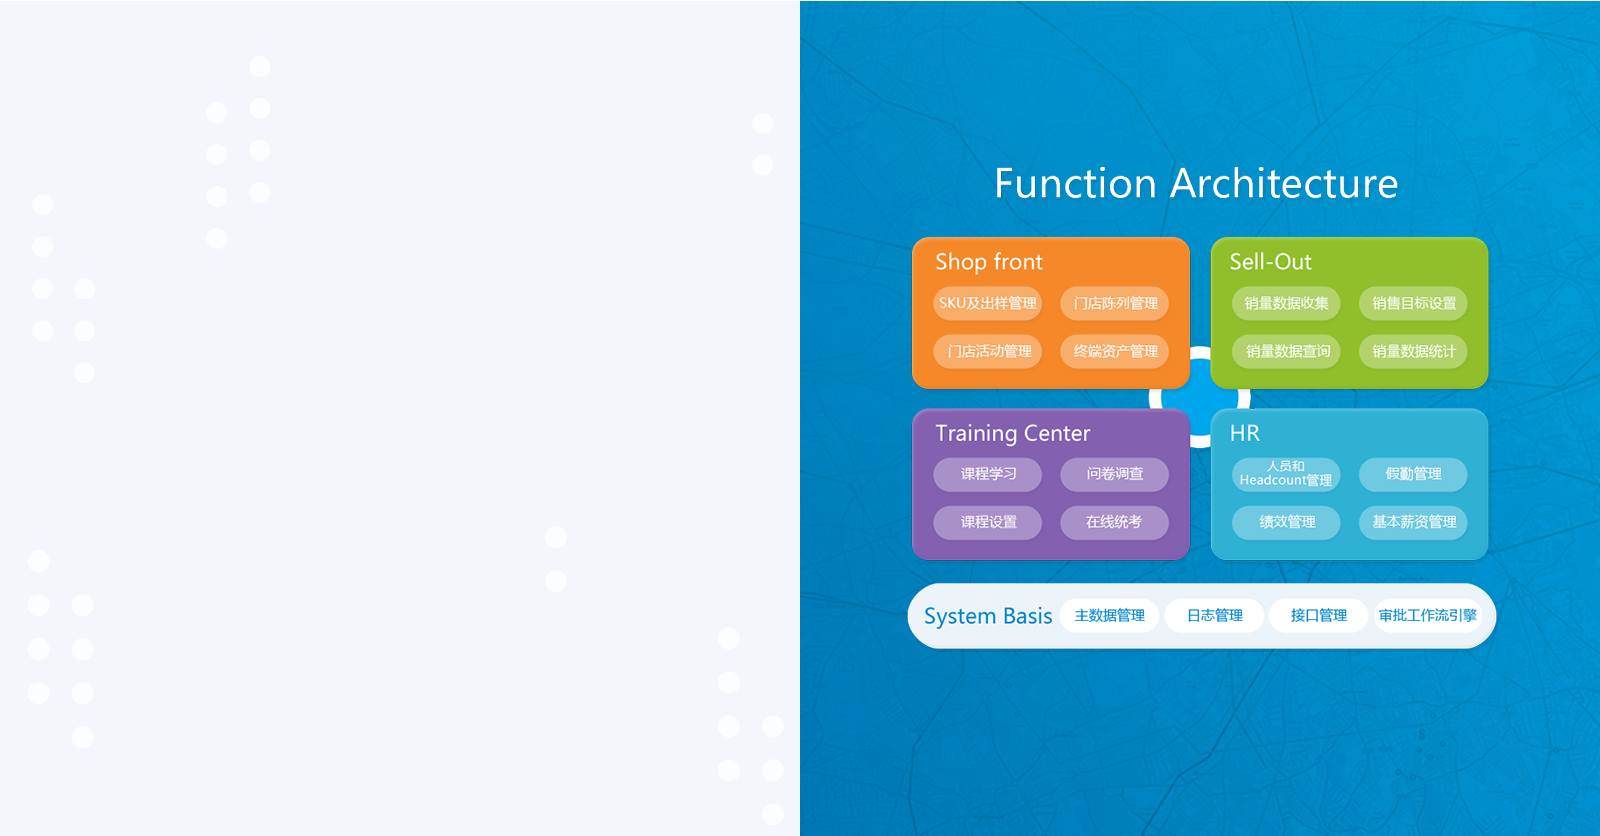 Function Architecture
Shop front
SKU及出样管理
门店陈列管理
门店活动管理
终端资产管理
Sell-Out
销量数据收集
销售目标设置
销量数据查询
销量数据统计
Training Center
课程学习
问卷调查
课程设置
在线统考
HR
人员和
Headcount管理
假勤管理
绩效管理
基本薪资管理
System Basis
主数据管理
日志管理
接口管理
审批工作流引擎